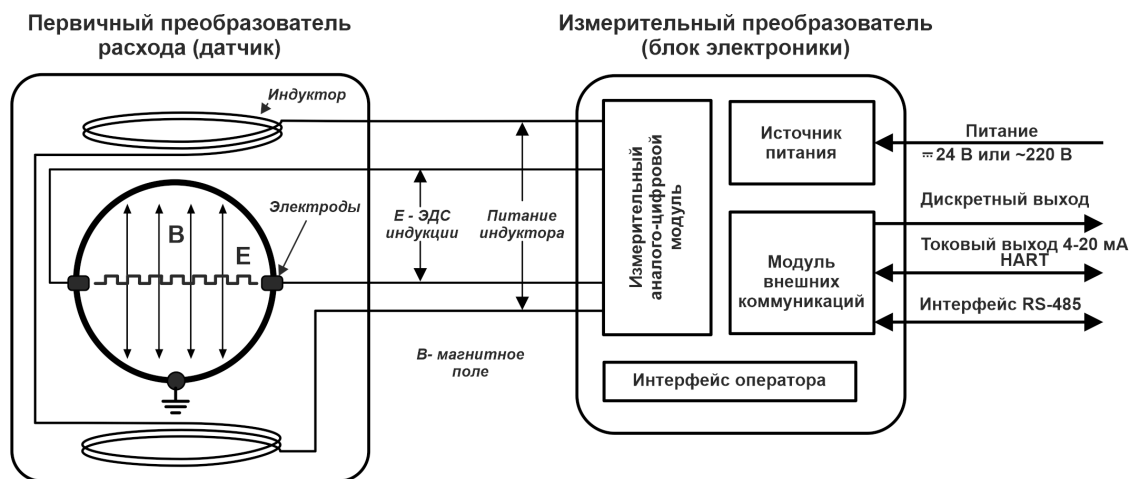 Первичный преобразователь
расхода (датчик)
Измерительный преобразователь
(блок электроники)
Индуктор
Электроды
B
E
E - ЭДС
индукции
Питание
индуктора
B- магнитное
поле
Измерительный
аналого-цифровой
модуль
Источник
питания
Модуль
внешних
коммуникаций
Интерфейс оператора
Питание
⎓ 24 В или ~220 В
Дискретный выход
Токовый выход 4-20 мА
HART
Интерфейс RS-485